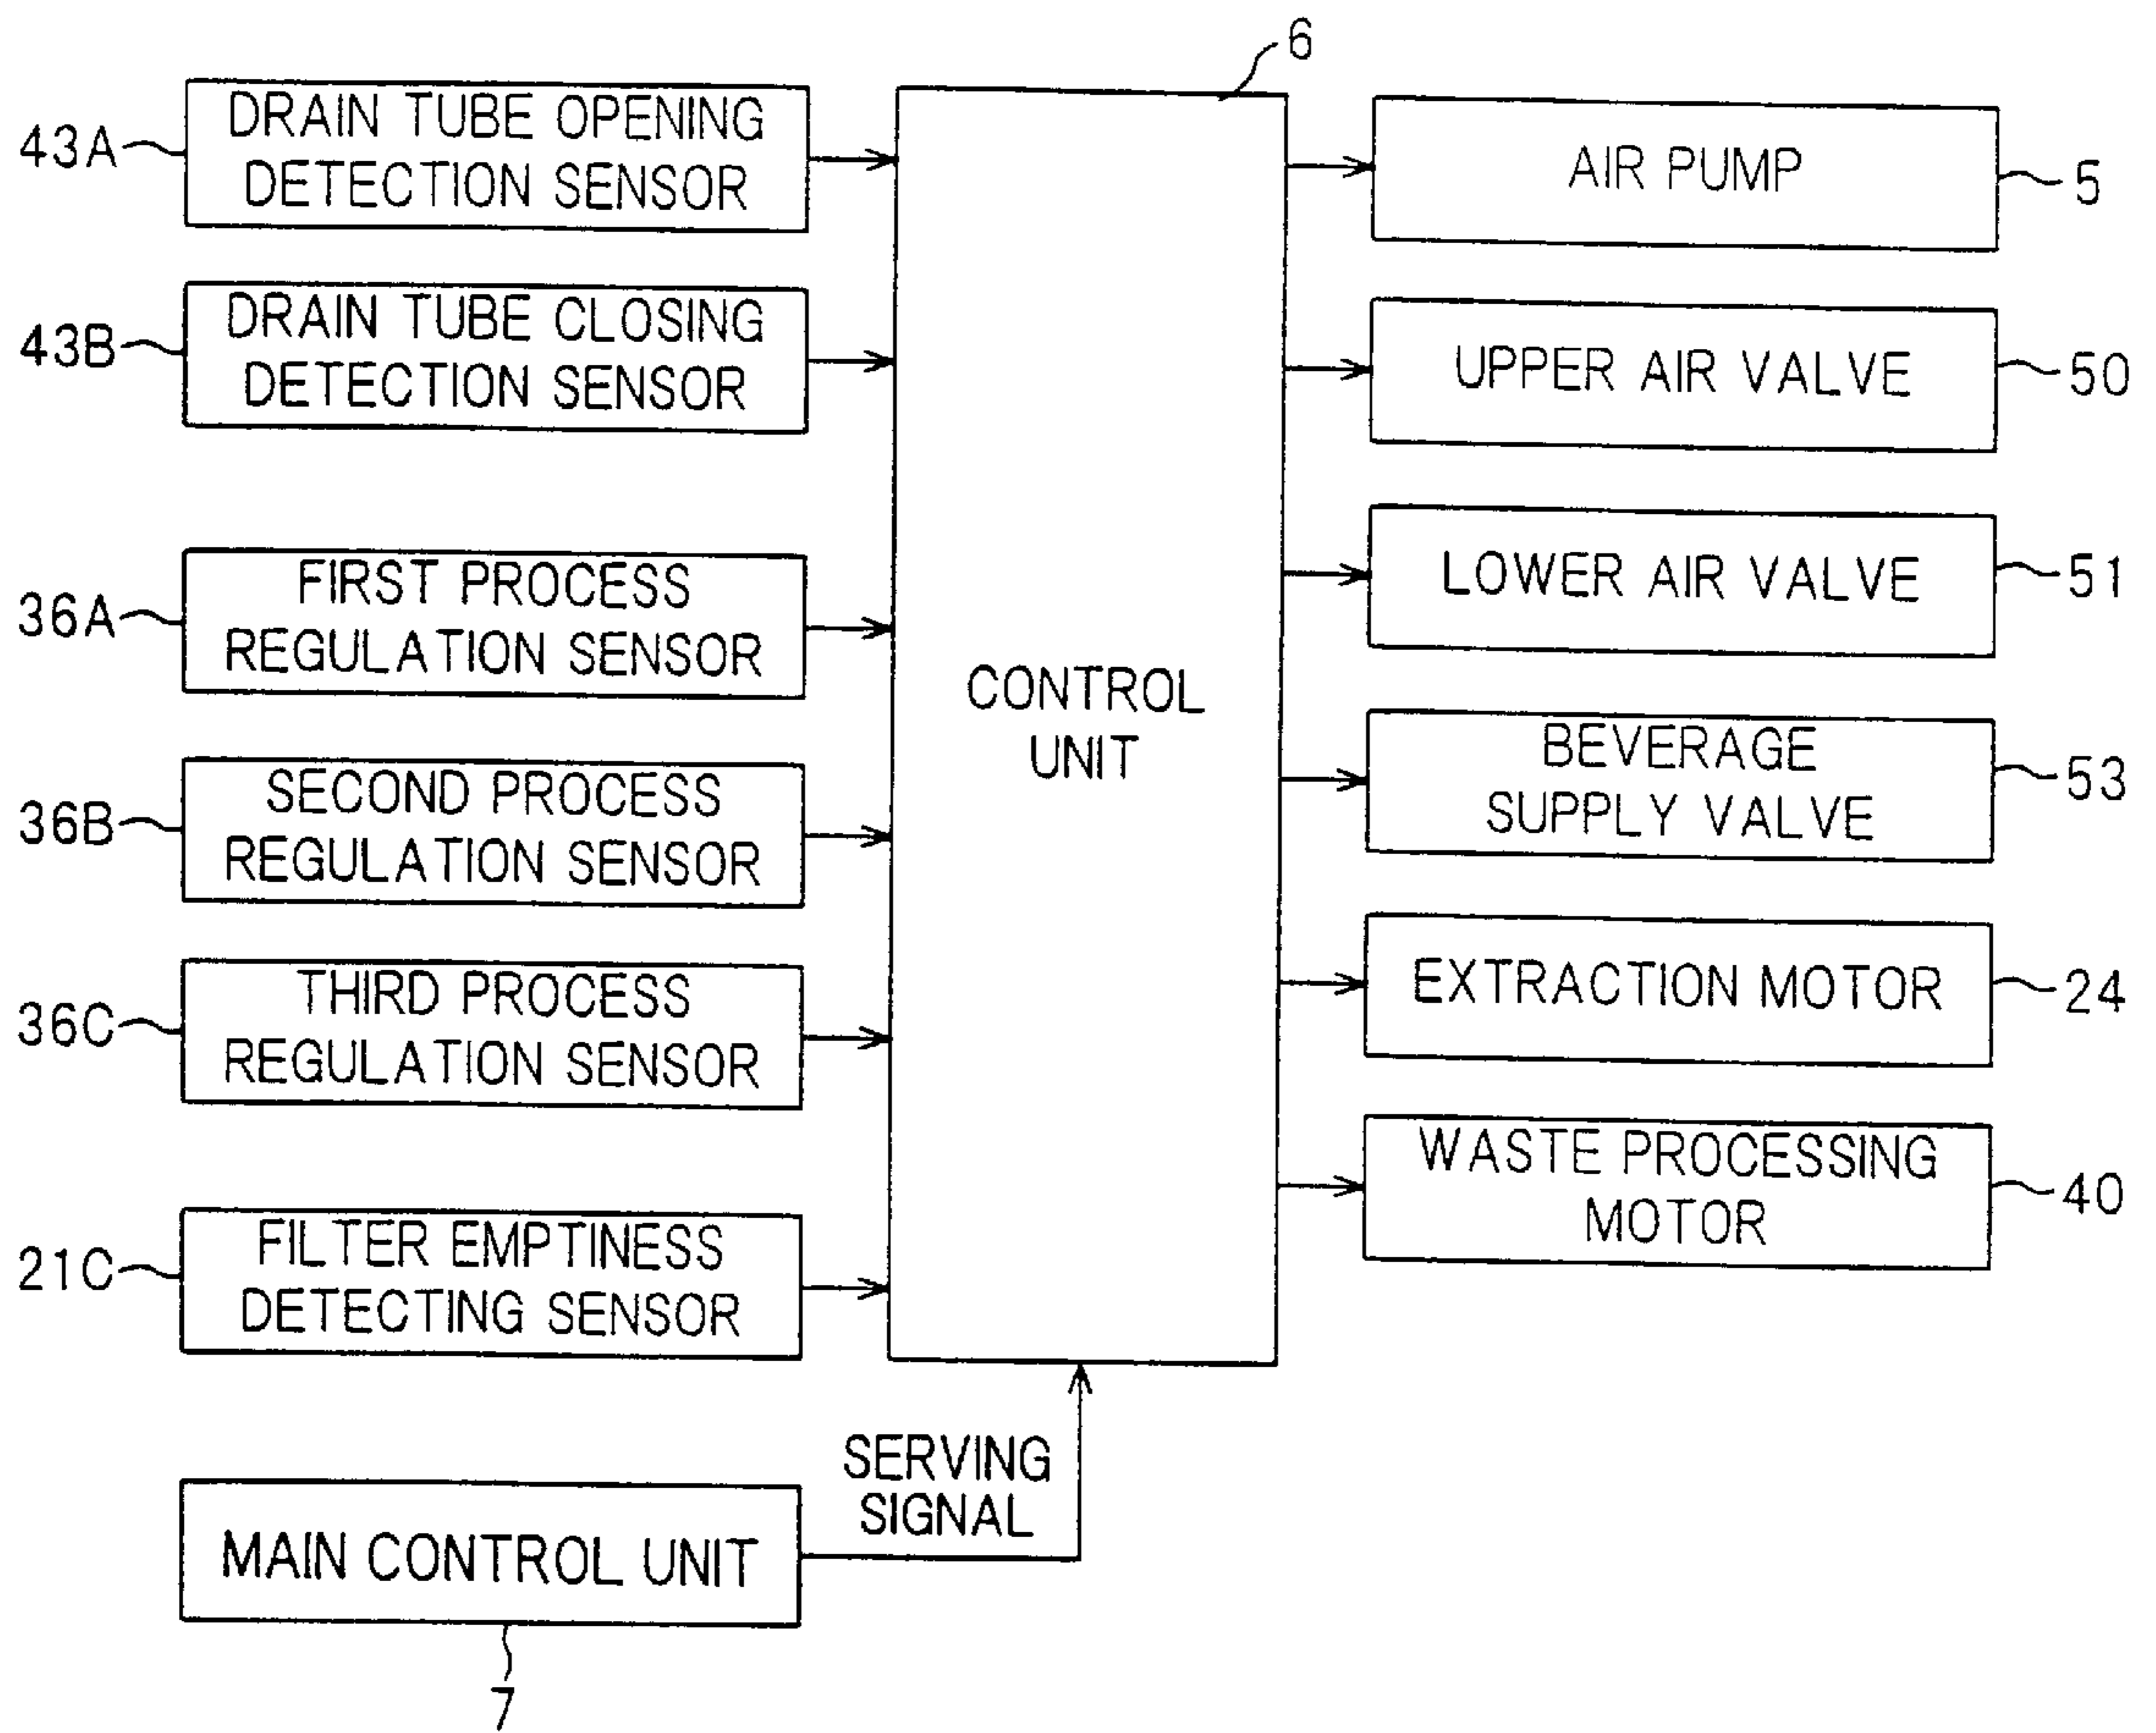 6
43A
DRAIN TUBE OPENING
DETECTION SENSOR
43B
DRAIN TUBE CLOSING
DETECTION SENSOR
36A
FIRST PROCESS
REGULATION SENSOR
36B
SECOND PROCESS
REGULATION SENSOR
36C
THIRD PROCESS
REGULATION SENSOR
21C
FILTER EMPTINESS
DETECTING SENSOR
MAIN CONTROL UNIT
7
SERVING
SIGNAL
CONTROL
UNIT
AIR PUMP
5
UPPER AIR VALVE
50
LOWER AIR VALVE
51
BEVERAGE
SUPPLY VALVE
53
EXTRACTION MOTOR
24
WASTE PROCESSING
MOTOR
40